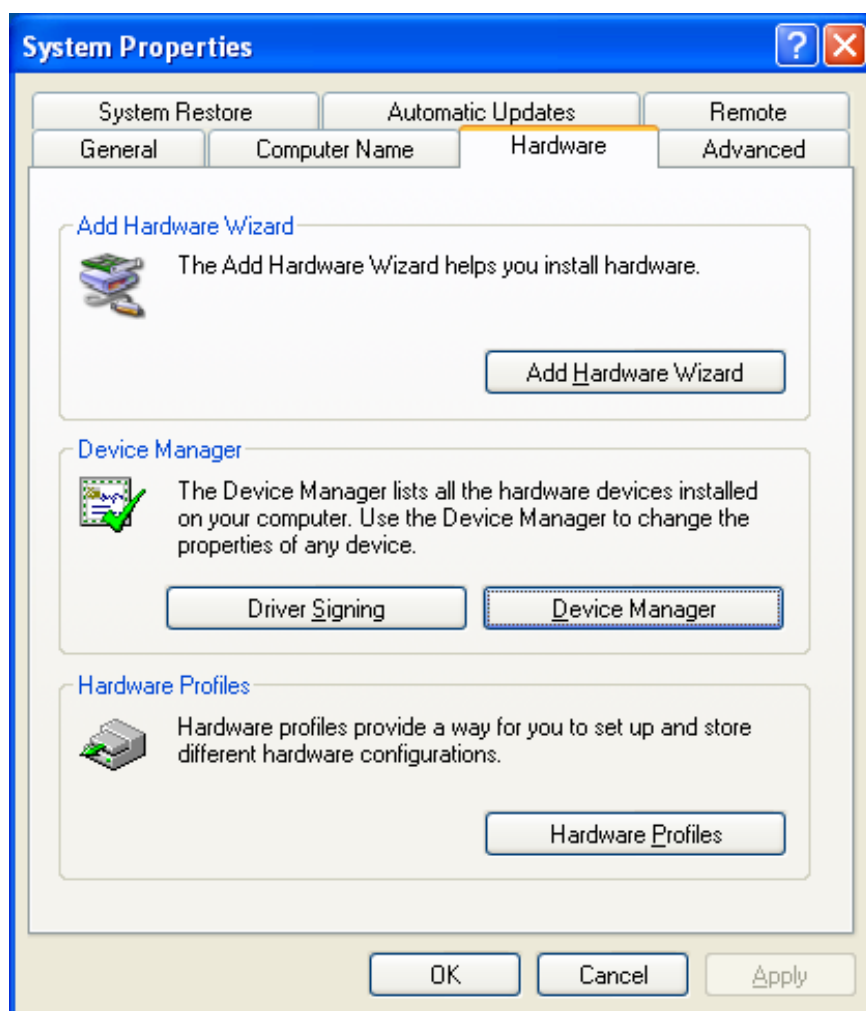 System Properties
System Restore
Automatic Updates
Remote
General
Computer Name
Hardware
Advanced
Add Hardware Wizard
The Add Hardware Wizard helps you install hardware.
Add Hardware Wizard
Device Manager
The Device Manager lists all the hardware devices installed
on your computer. Use the Device Manager to change the
properties of any device.
Driver Signing
Device Manager
Hardware Profiles
Hardware profiles provide a way for you to set up and store
different hardware configurations.
Hardware Profiles
OK
Cancel
Apply